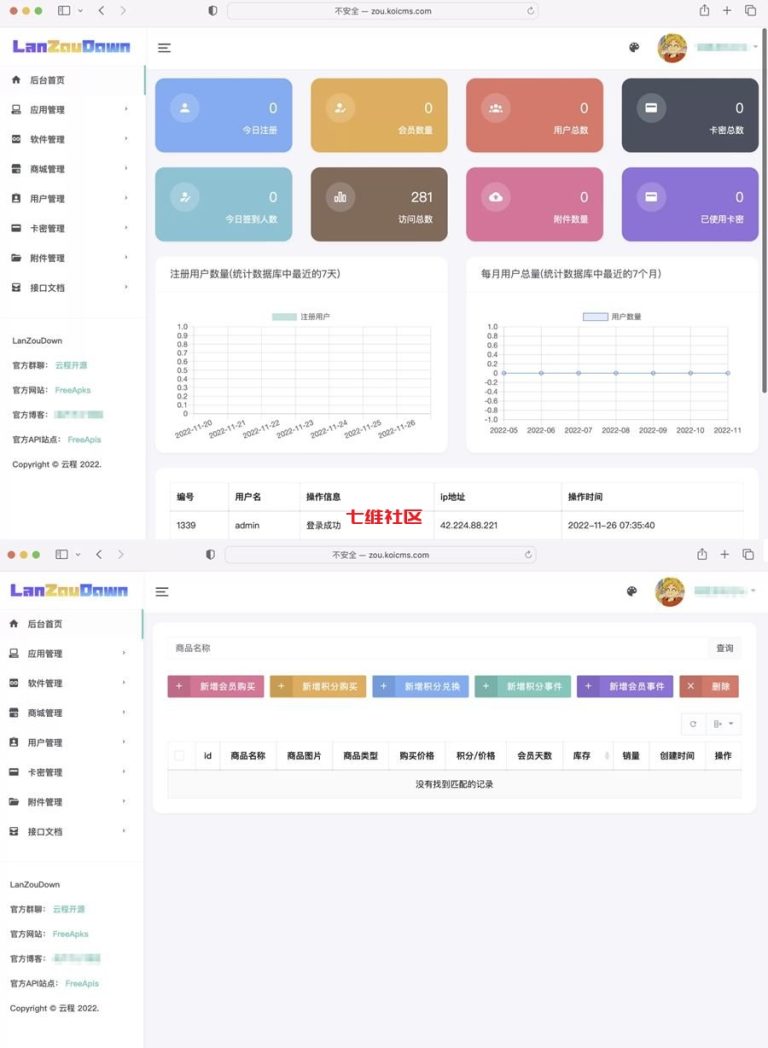 不安全 — zou.koicms.com
LanZouDown
后台首页
应用管理
软件管理
商城管理
用户管理
卡密管理
附件管理
接口文档
LanZouDown
官方群聊: 云程开源
官方网站: FreeApks
官方博客:
官方API站点: FreeApis
Copyright © 云程 2022.
0
今日注册
0
会员数量
0
用户总数
0
卡密总数
0
今日签到人数
281
访问总数
0
附件数量
0
已使用卡密
注册用户数量(统计数据库中最近的7天)
注册用户
1.0
0.9
0.8
0.7
0.6
0.5
0.4
0.3
0.2
0.1
0
2022-11-20 2022-11-21 2022-11-22 2022-11-23 2022-11-24 2022-11-25 2022-11-26
每月用户总量(统计数据库中最近的7个月)
用户数量
1.0
0.8
0.6
0.4
0.2
0
-0.2
-0.4
-0.6
-0.8
-1.0
2022-05 2022-06 2022-07 2022-08 2022-09 2022-10 2022-11
编号 用户名 操作信息 ip地址 操作时间
1339 admin 登录成功 42.224.88.221 2022-11-26 07:35:40
七维社区
不安全 — zou.koicms.com
LanZouDown
后台首页
应用管理
软件管理
商城管理
用户管理
卡密管理
附件管理
接口文档
LanZouDown
官方群聊: 云程开源
官方网站: FreeApks
官方博客:
官方API站点: FreeApis
Copyright © 云程 2022.
商品名称 查询
+ 新增会员购买 + 新增积分购买 + 新增积分兑换 + 新增积分事件 + 新增会员事件 × 删除
id 商品名称 商品图片 商品类型 购买价格 积分/价格 会员天数 库存 销量 创建时间 操作
没有找到匹配的记录